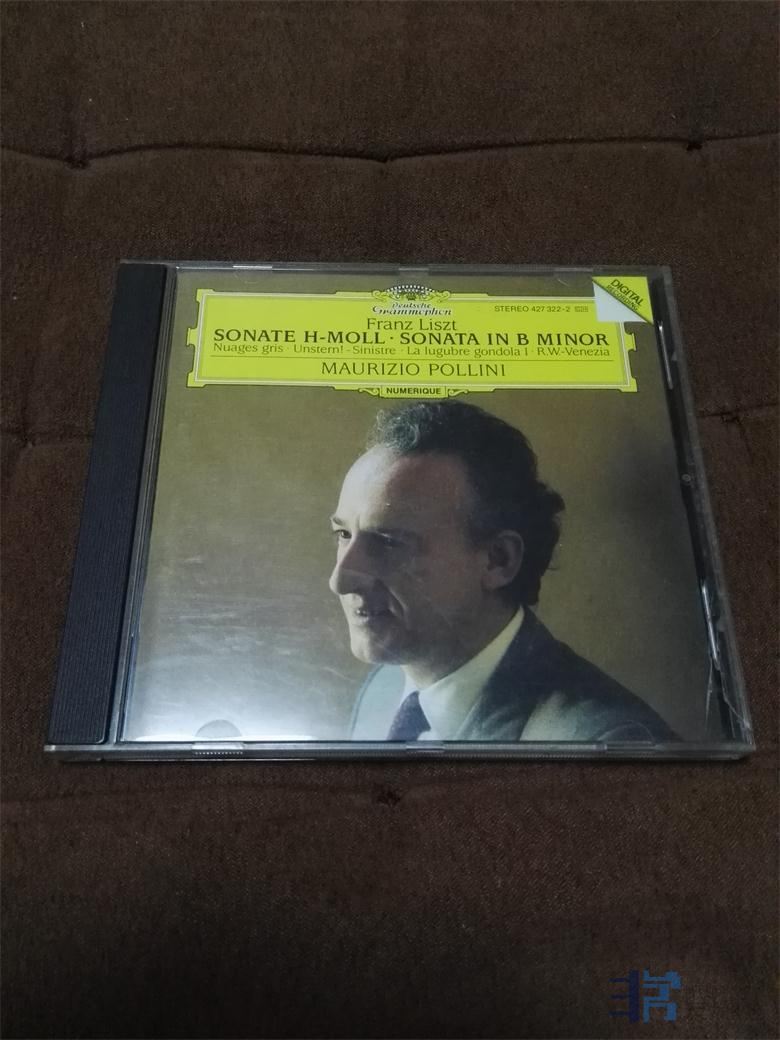 Deutsche
Grammophon
STEREO 427 322-2
DIGITAL
RECORDING
Franz Liszt
SONATE H-MOLL · SONATA IN B MINOR
Nuages gris · Unstern! - Sinistre · La lugubre gondola I · R.W.-Venezia
MAURIZIO POLLINI
NUMERIQUE